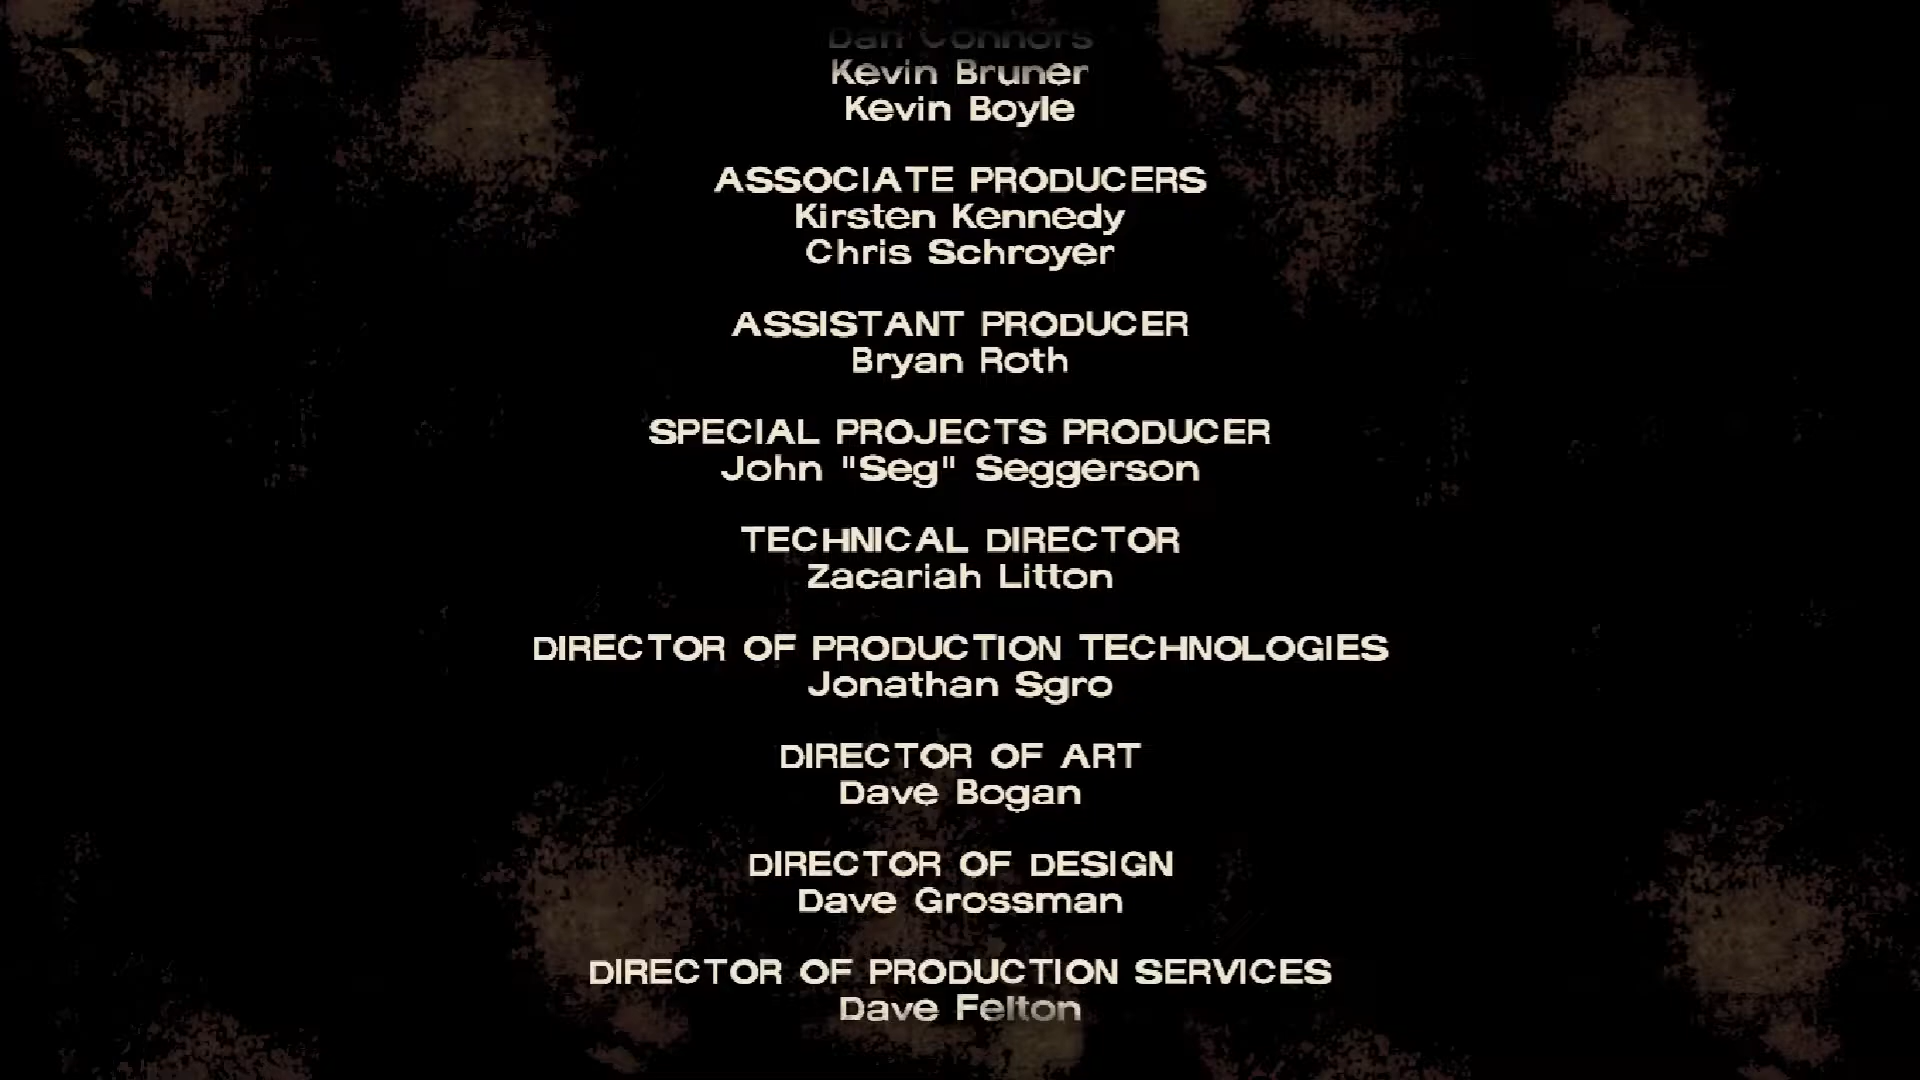 Dan Connors
Kevin Bruner
Kevin Boyle
ASSOCIATE PRODUCERS
Kirsten Kennedy
Chris Schroyer
ASSISTANT PRODUCER
Bryan Roth
SPECIAL PROJECTS PRODUCER
John "Seg" Seggerson
TECHNICAL DIRECTOR
Zacariah Litton
DIRECTOR OF PRODUCTION TECHNOLOGIES
Jonathan Sgro
DIRECTOR OF ART
Dave Bogan
DIRECTOR OF DESIGN
Dave Grossman
DIRECTOR OF PRODUCTION SERVICES
Dave Felton